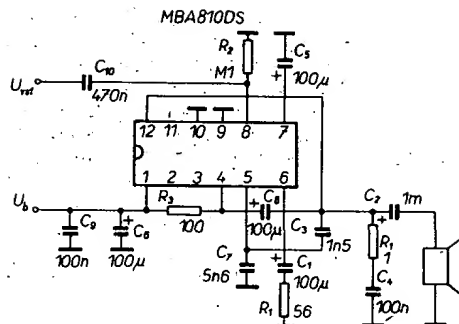 MBA810DS
R2
M1
C5
+
100µ
Uvst
C10
470n
12 11 10 9 8 7
1 2 3 4 5 6
Ub
R3
100
+ C8
100µ
C2
1m
C9
100n
+ C6
100µ
C7
5n6
+ C1
100µ
C3
1n5
+
R1
1
R1
56
C4
100n